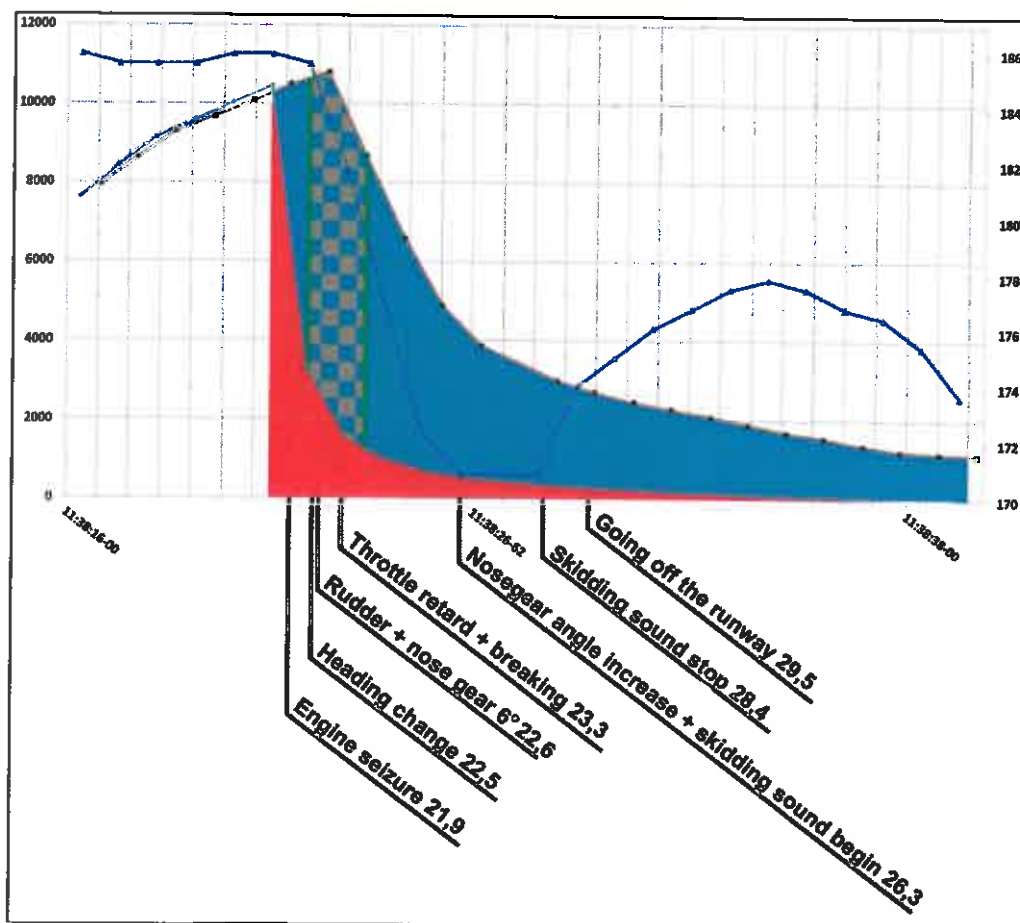 12000
10000
8000
6000
4000
2000
0
186
184
182
180
178
176
174
172
170
11:38:16-00
11:38:26-52
11:38:38-00
Going off the runway 29,5
Skidding sound stop 28,4
Nosegear angle increase + skidding sound begin 26,3
Throttle retard + breaking 23,3
Rudder + nose gear 6° 22,6
Heading change 22,5
Engine seizure 21,9